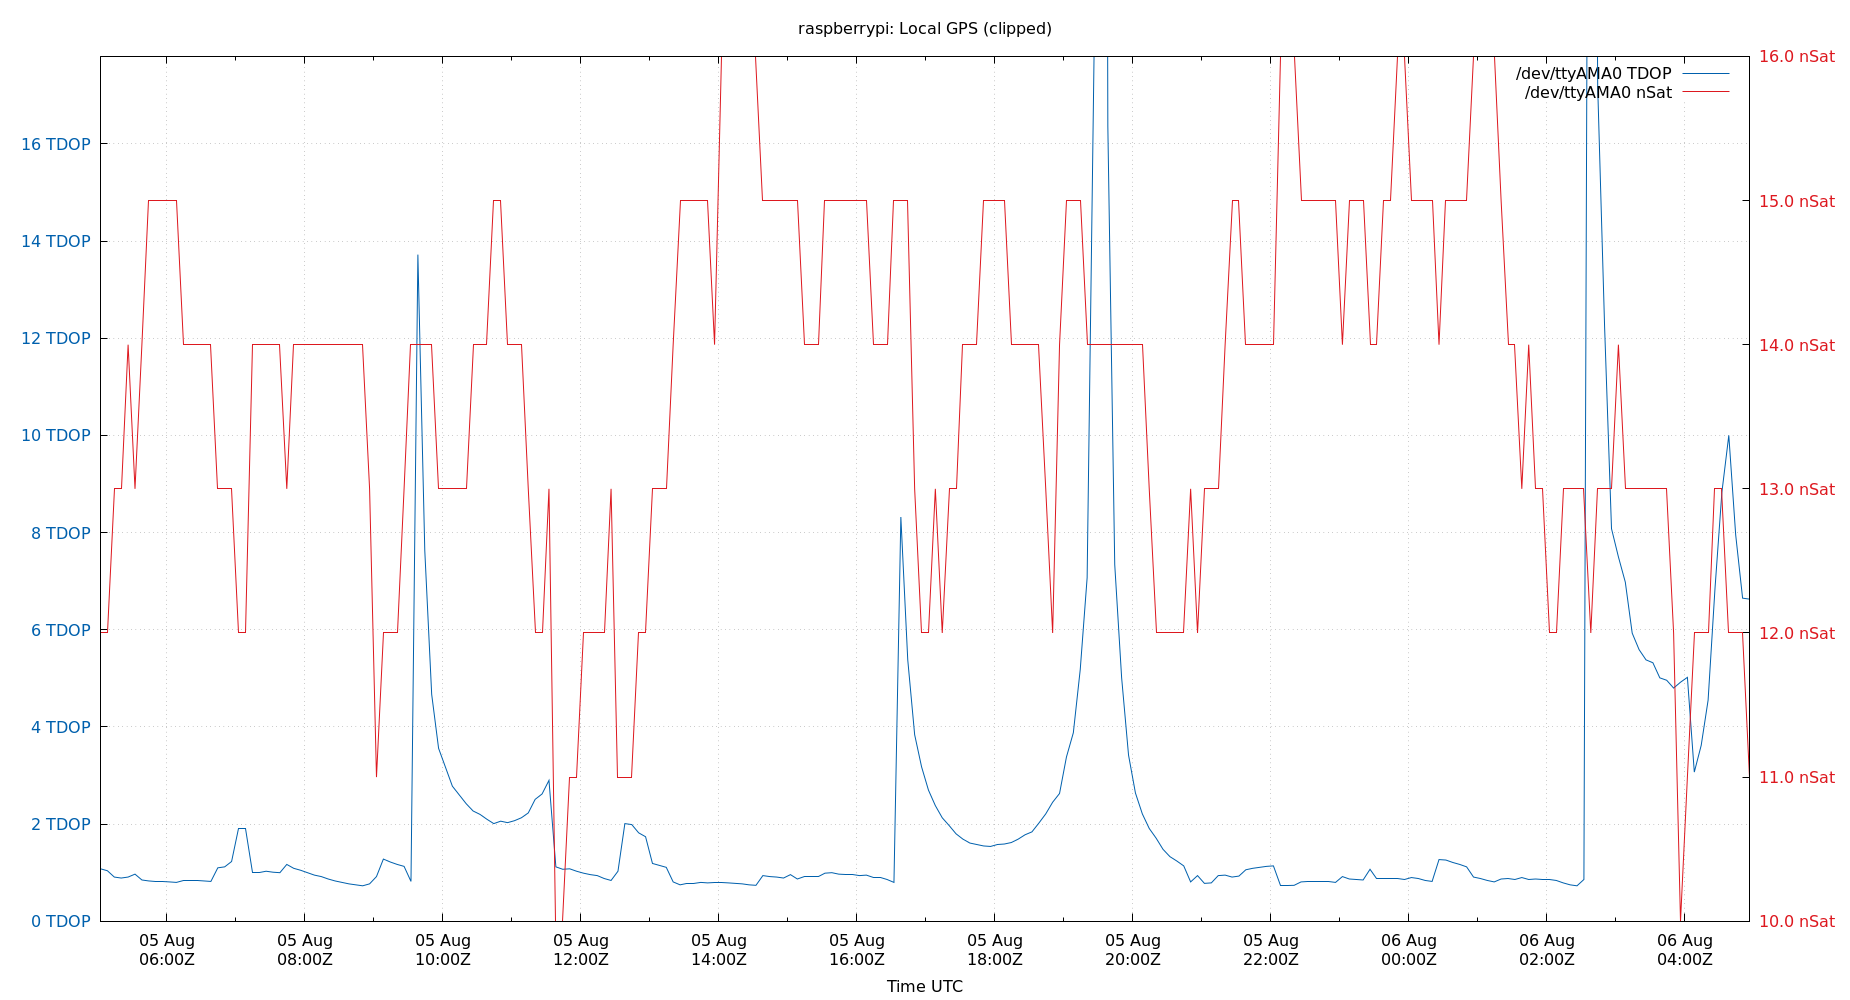 raspberrypi: Local GPS (clipped)
16.0 nSat
/dev/ttyAMA0 TDOP
/dev/ttyAMA0 nSat
16 TDOP
15.0 nSat
14 TDOP
12 TDOP
14.0 nSat
10 TDOP
13.0 nSat
8 TDOP
6 TDOP
12.0 nSat
4 TDOP
11.0 nSat
2 TDOP
0 TDOP
10.0 nSat
05 Aug 05 Aug 05 Aug 05 Aug 05 Aug 05 Aug 05 Aug 05 Aug 05 Aug 06 Aug 06 Aug 06 Aug
06:00Z 08:00Z 10:00Z 12:00Z 14:00Z 16:00Z 18:00Z 20:00Z 22:00Z 00:00Z 02:00Z 04:00Z
Time UTC